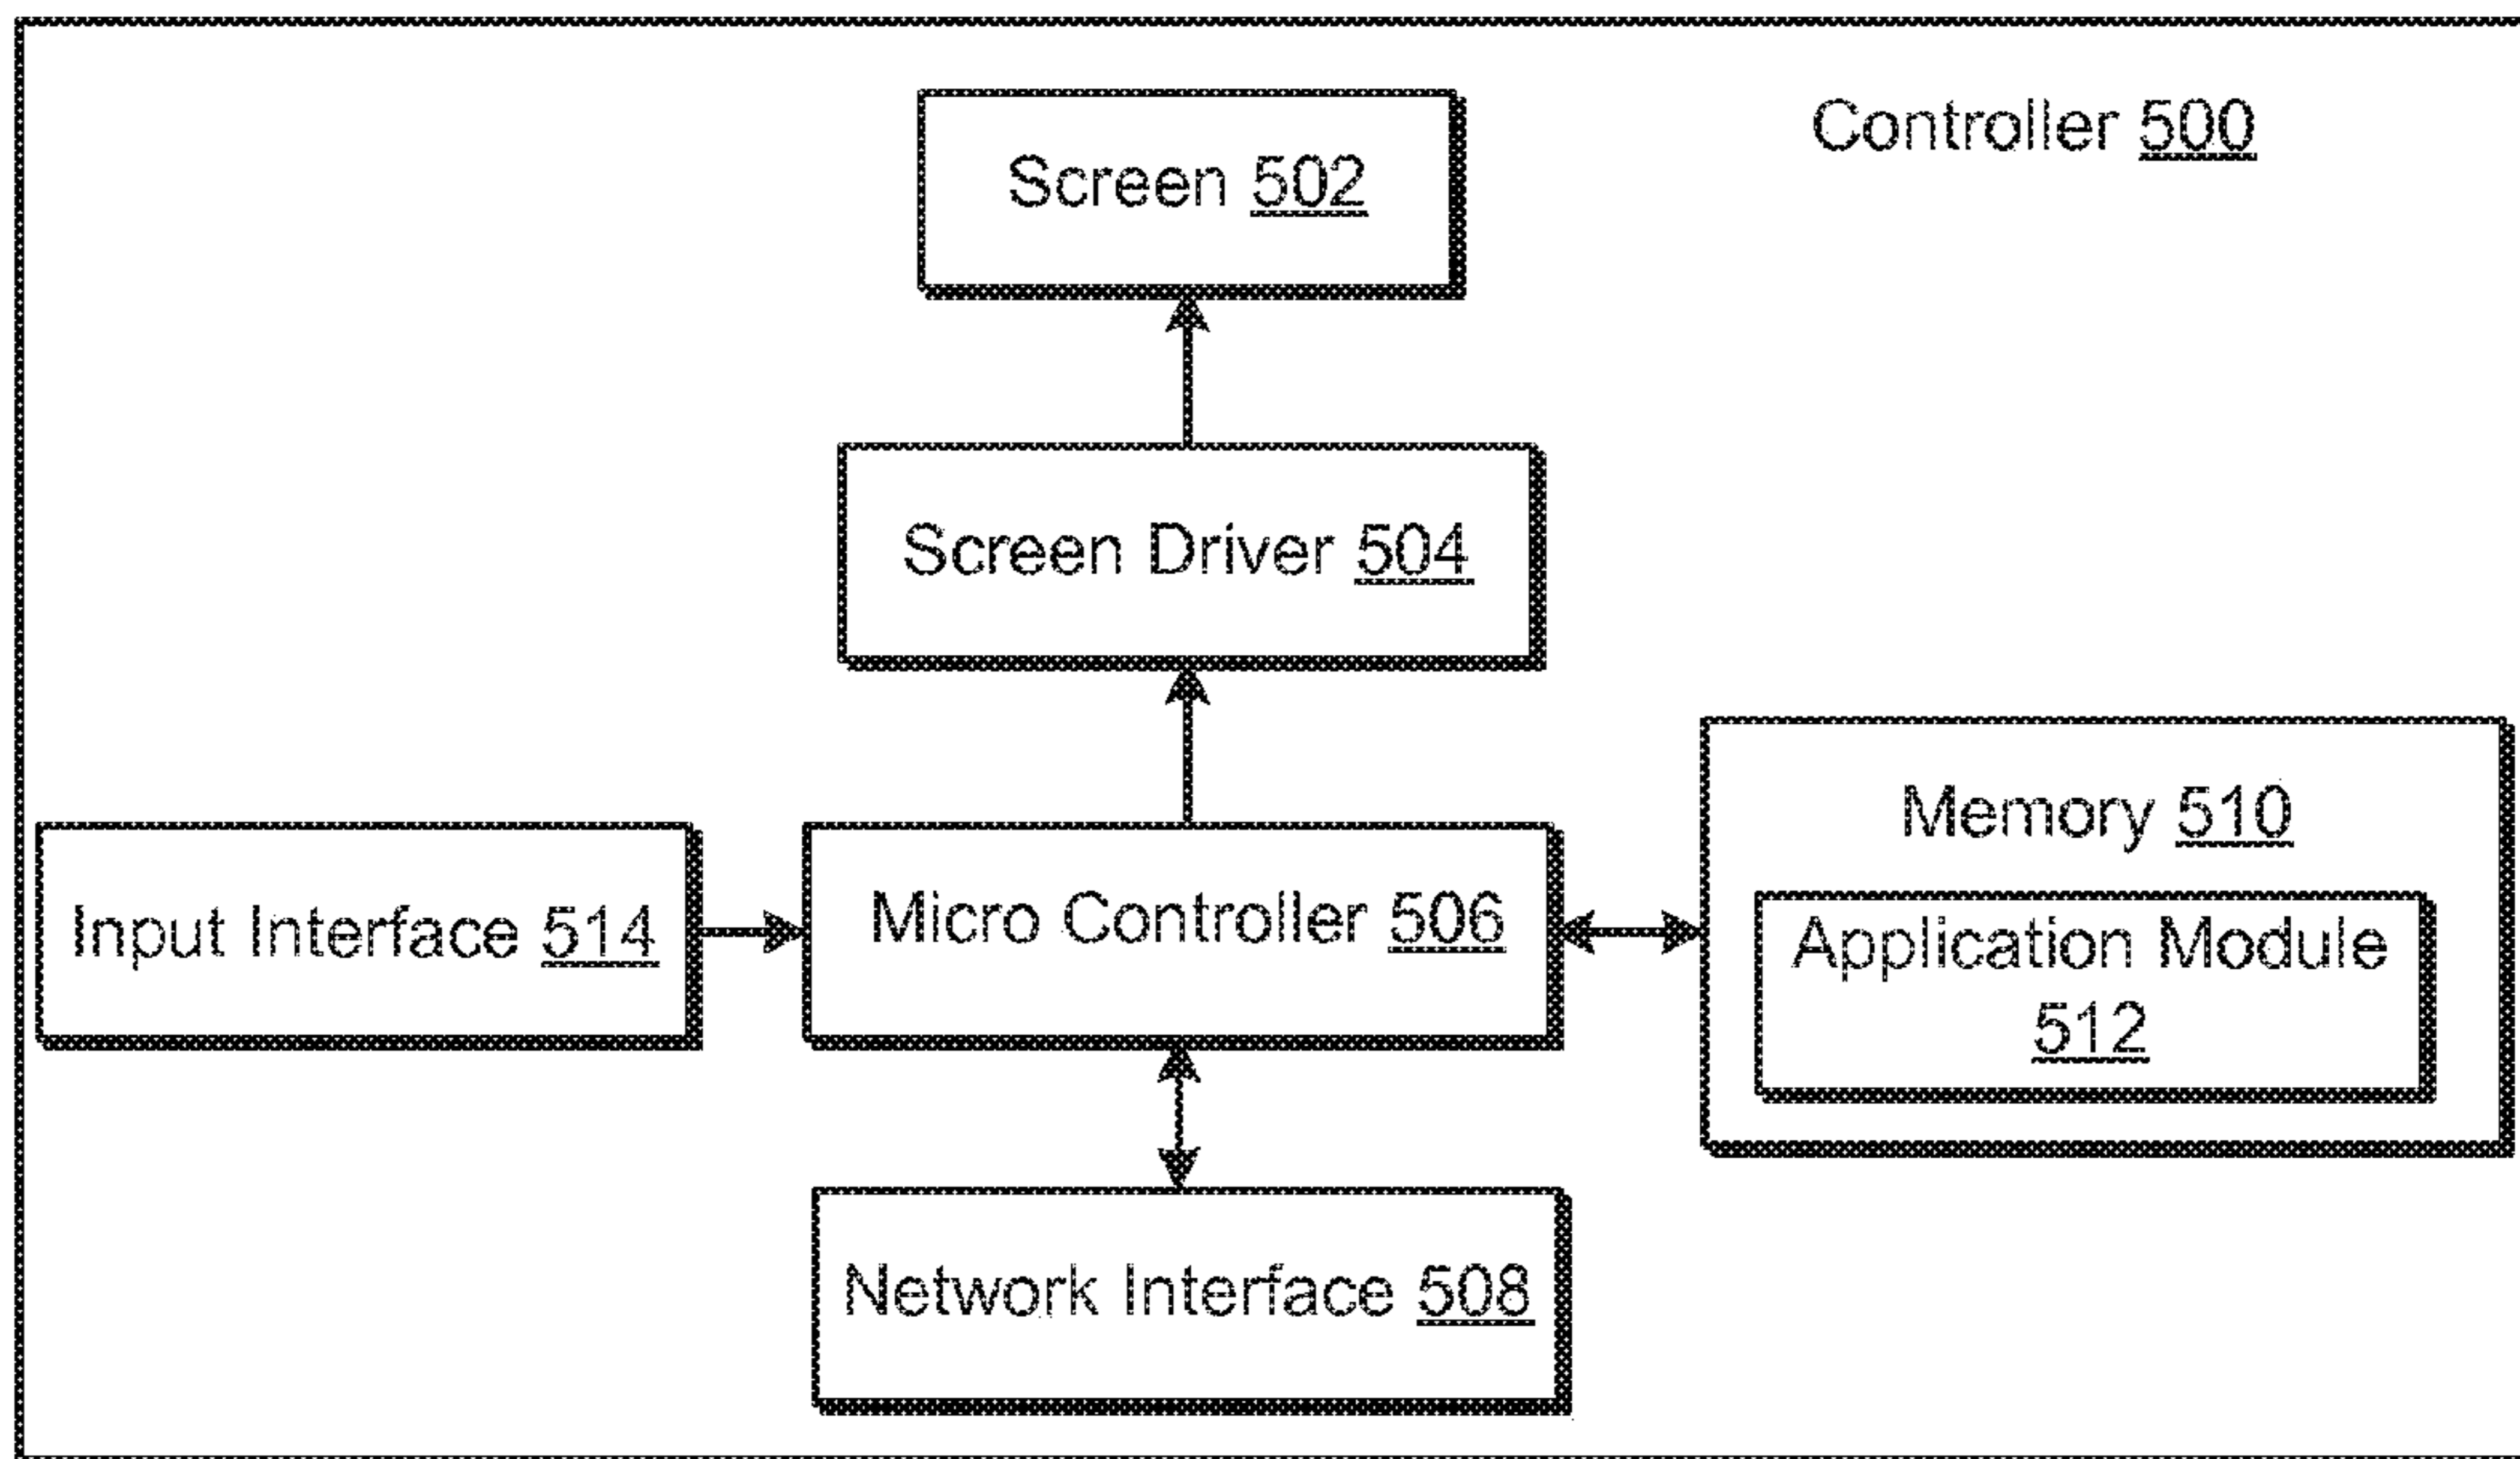 Controller 500
Screen 502
Screen Driver 504
Memory 510
Input Interface 514
Micro Controller 506
Application Module
512
Network Interface 508